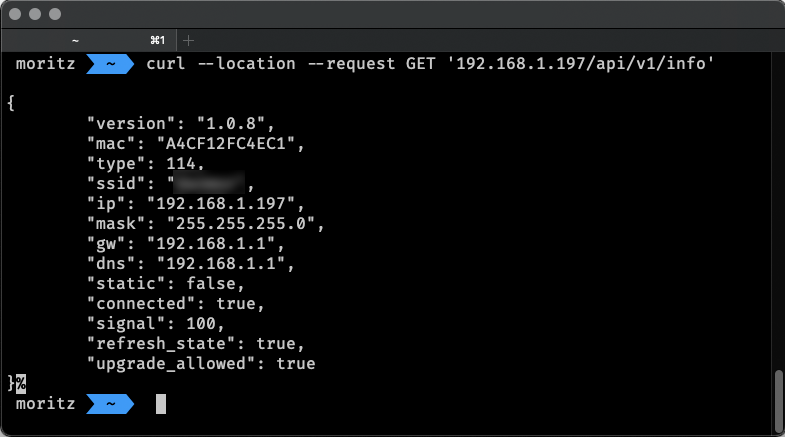 ~ ⌘1 +
moritz ~ curl --location --request GET '192.168.1.197/api/v1/info'
{
"version": "1.0.8",
"mac": "A4CF12FC4EC1",
"type": 114,
"ssid": " ",
"ip": "192.168.1.197",
"mask": "255.255.255.0",
"gw": "192.168.1.1",
"dns": "192.168.1.1",
"static": false,
"connected": true,
"signal": 100,
"refresh_state": true,
"upgrade_allowed": true
}%
moritz ~